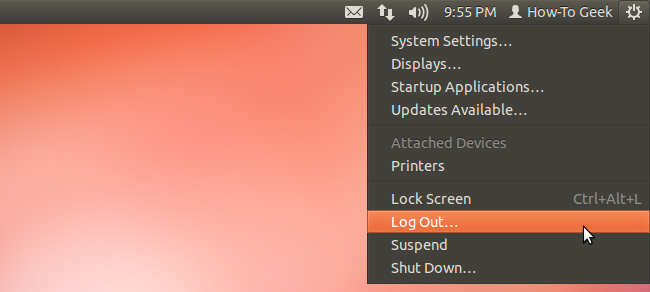 9:55 PM How-To Geek
System Settings...
Displays...
Startup Applications...
Updates Available...
Attached Devices
Printers
Lock Screen Ctrl+Alt+L
Log Out...
Suspend
Shut Down...